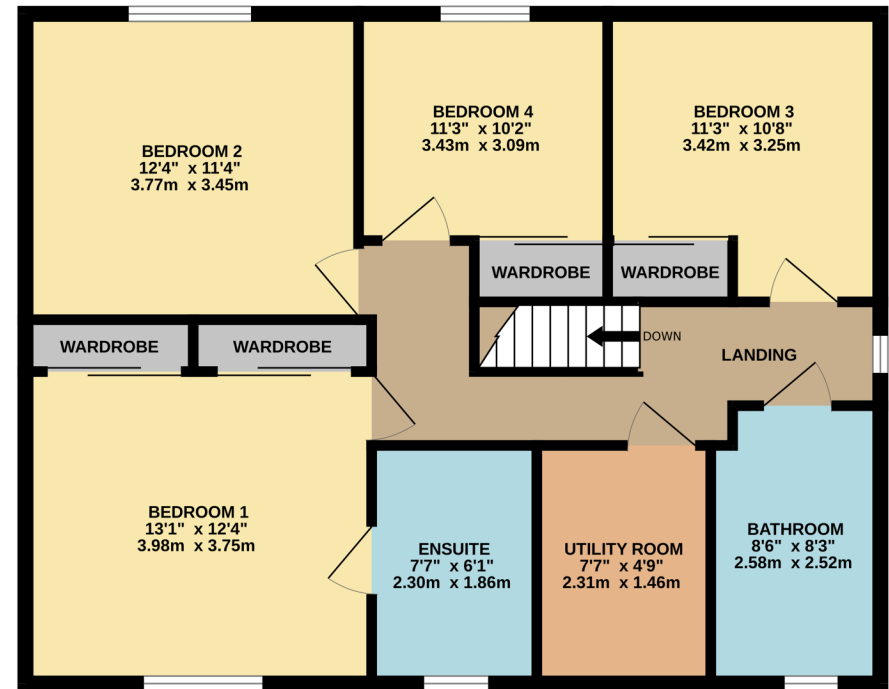 BEDROOM 2
12'4" x 11'4"
3.77m x 3.45m
BEDROOM 4
11'3" x 10'2"
3.43m x 3.09m
BEDROOM 3
11'3" x 10'8"
3.42m x 3.25m
WARDROBE
WARDROBE
WARDROBE
WARDROBE
DOWN
LANDING
BEDROOM 1
13'1" x 12'4"
3.98m x 3.75m
ENSUITE
7'7" x 6'1"
2.30m x 1.86m
UTILITY ROOM
7'7" x 4'9"
2.31m x 1.46m
BATHROOM
8'6" x 8'3"
2.58m x 2.52m